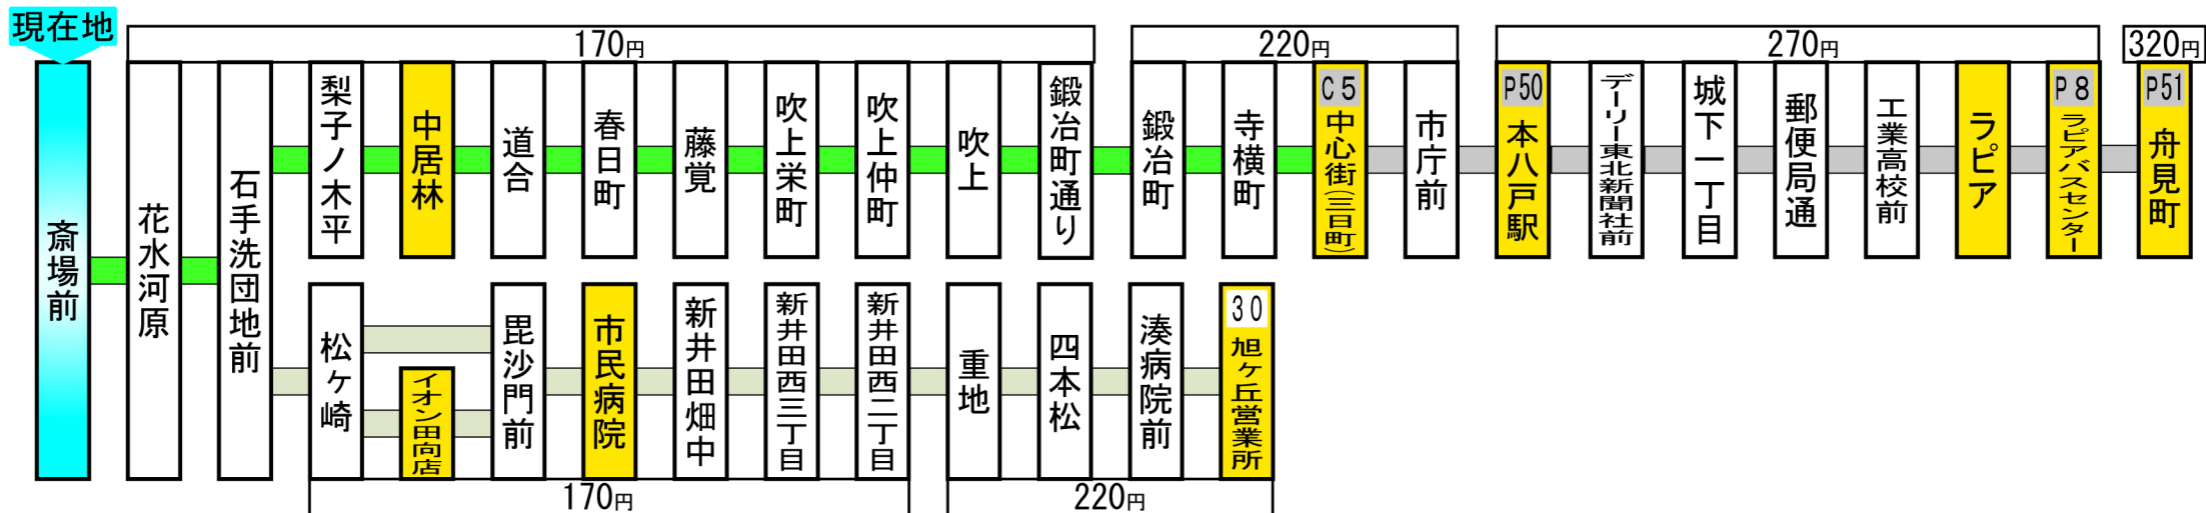 現在地
170円
220円
270円
320円
斎場前
花水河原
石手洗団地前
梨子ノ木平
中居林
道合
春日町
藤覚
吹上栄町
吹上仲町
吹上
鍛冶町通り
鍛冶町
寺横町
C5
中心街(三日町)
市庁前
P50
本八戸駅
デーリー東北新聞社前
城下一丁目
郵便局通
工業高校前
ラピア
P8
ラピアバスセンター
P51
舟見町
松ヶ崎
イオン田向店
毘沙門前
市民病院
新井田畑中
新井田西三丁目
新井田西二丁目
重地
四本松
湊病院前
30
旭ヶ丘営業所
170円
220円